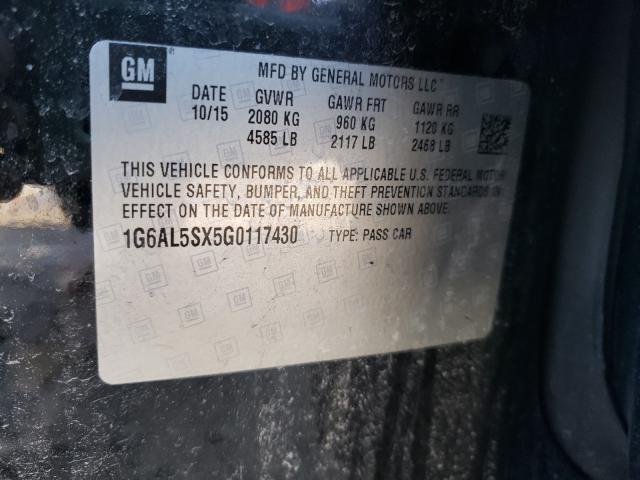 GM
MFD BY GENERAL MOTORS LLC
DATE GVWR GAWR FRT GAWR RR
10/15 2080 KG 960 KG 1120 KG
4585 LB 2117 LB 2468 LB
THIS VEHICLE CONFORMS TO ALL APPLICABLE U.S. FEDERAL MOTOR
VEHICLE SAFETY, BUMPER, AND THEFT PREVENTION STANDARDS IN
EFFECT ON THE DATE OF MANUFACTURE SHOWN ABOVE.
1G6AL5SX5G0117430 TYPE: PASS CAR